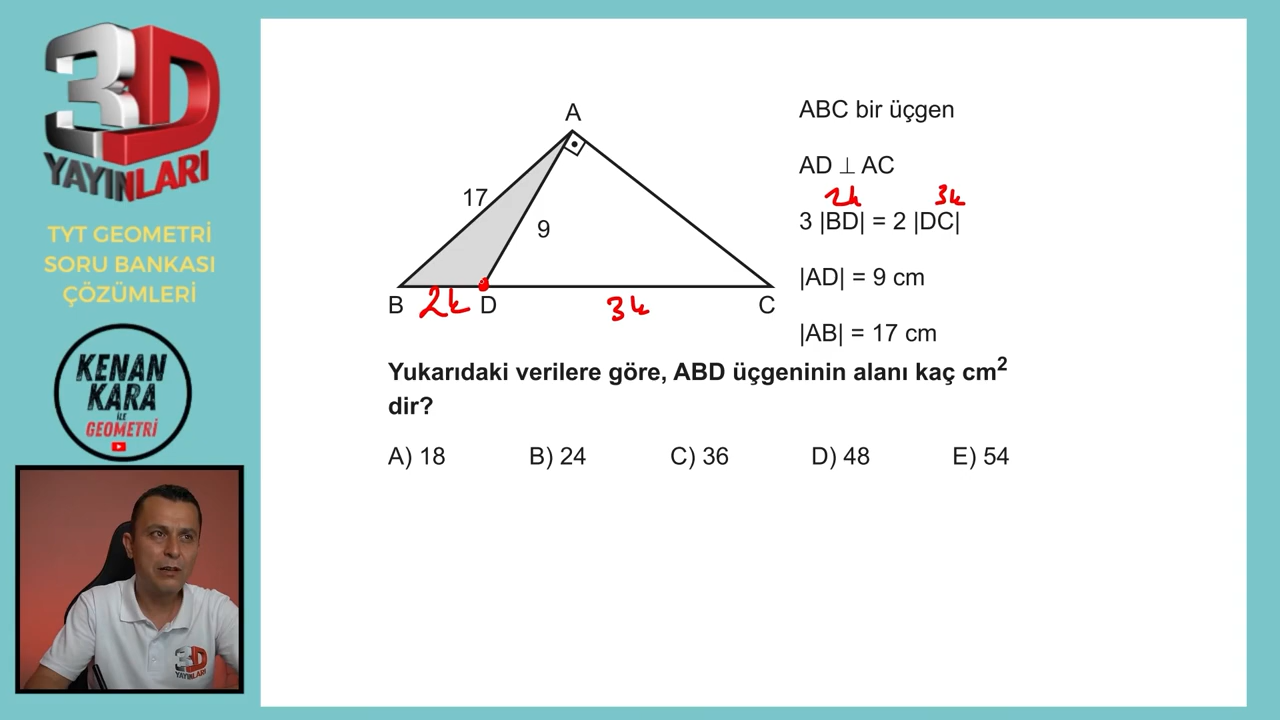 3D
YAYINLARI
TYT GEOMETRİ
SORU BANKASI
ÇÖZÜMLERİ
KENAN
KARA
İLE
GEOMETRİ
3D
YAYINLARI
A
17
9
B
2k
D
3k
C
ABC bir üçgen
AD ⊥ AC
2k 3k
3 |BD| = 2 |DC|
|AD| = 9 cm
|AB| = 17 cm
Yukarıdaki verilere göre, ABD üçgeninin alanı kaç cm²
dir?
A) 18 B) 24 C) 36 D) 48 E) 54